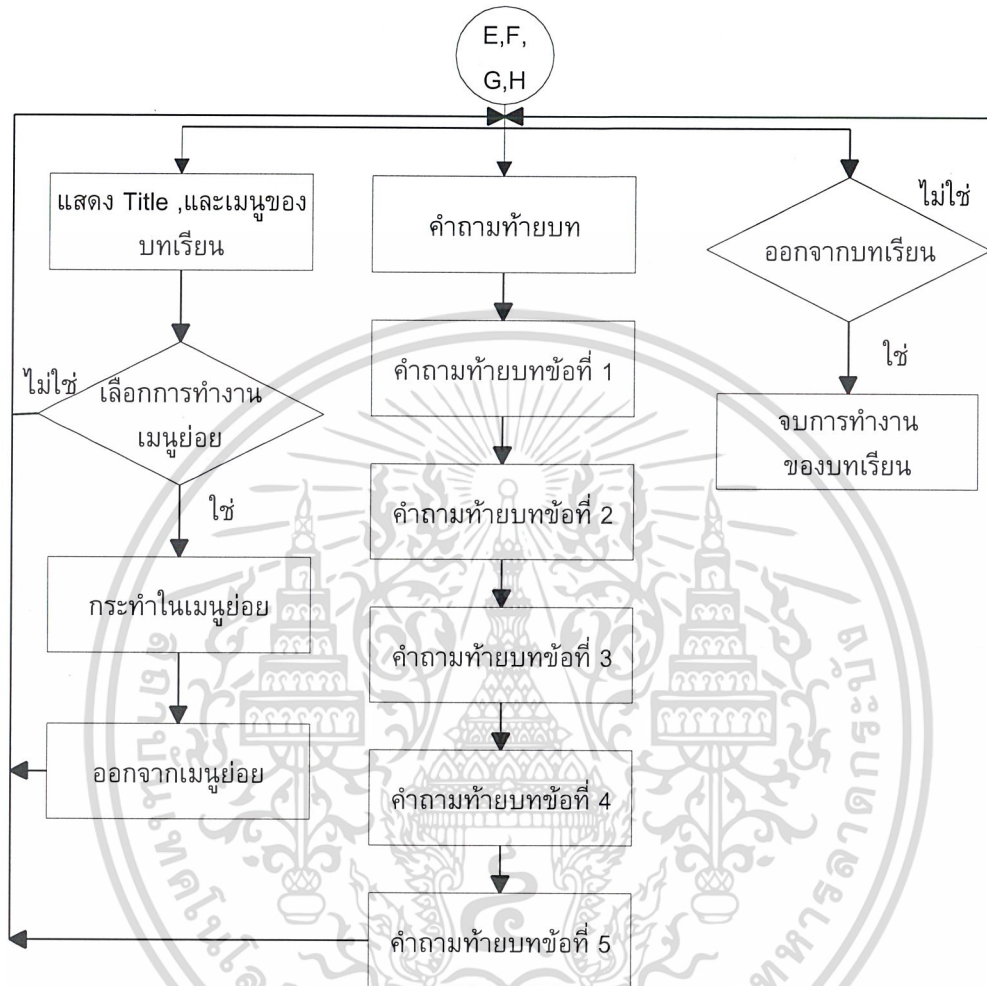 E,F,
G,H
แสดง Title ,และเมนูของ
บทเรียน
คำถามท้ายบท
ไม่ใช่
ออกจากบทเรียน
ใช่
จบการทำงาน
ของบทเรียน
ไม่ใช่
เลือกการทำงาน
เมนูย่อย
ใช่
กระทำในเมนูย่อย
ออกจากเมนูย่อย
คำถามท้ายบทข้อที่ 1
คำถามท้ายบทข้อที่ 2
คำถามท้ายบทข้อที่ 3
คำถามท้ายบทข้อที่ 4
คำถามท้ายบทข้อที่ 5